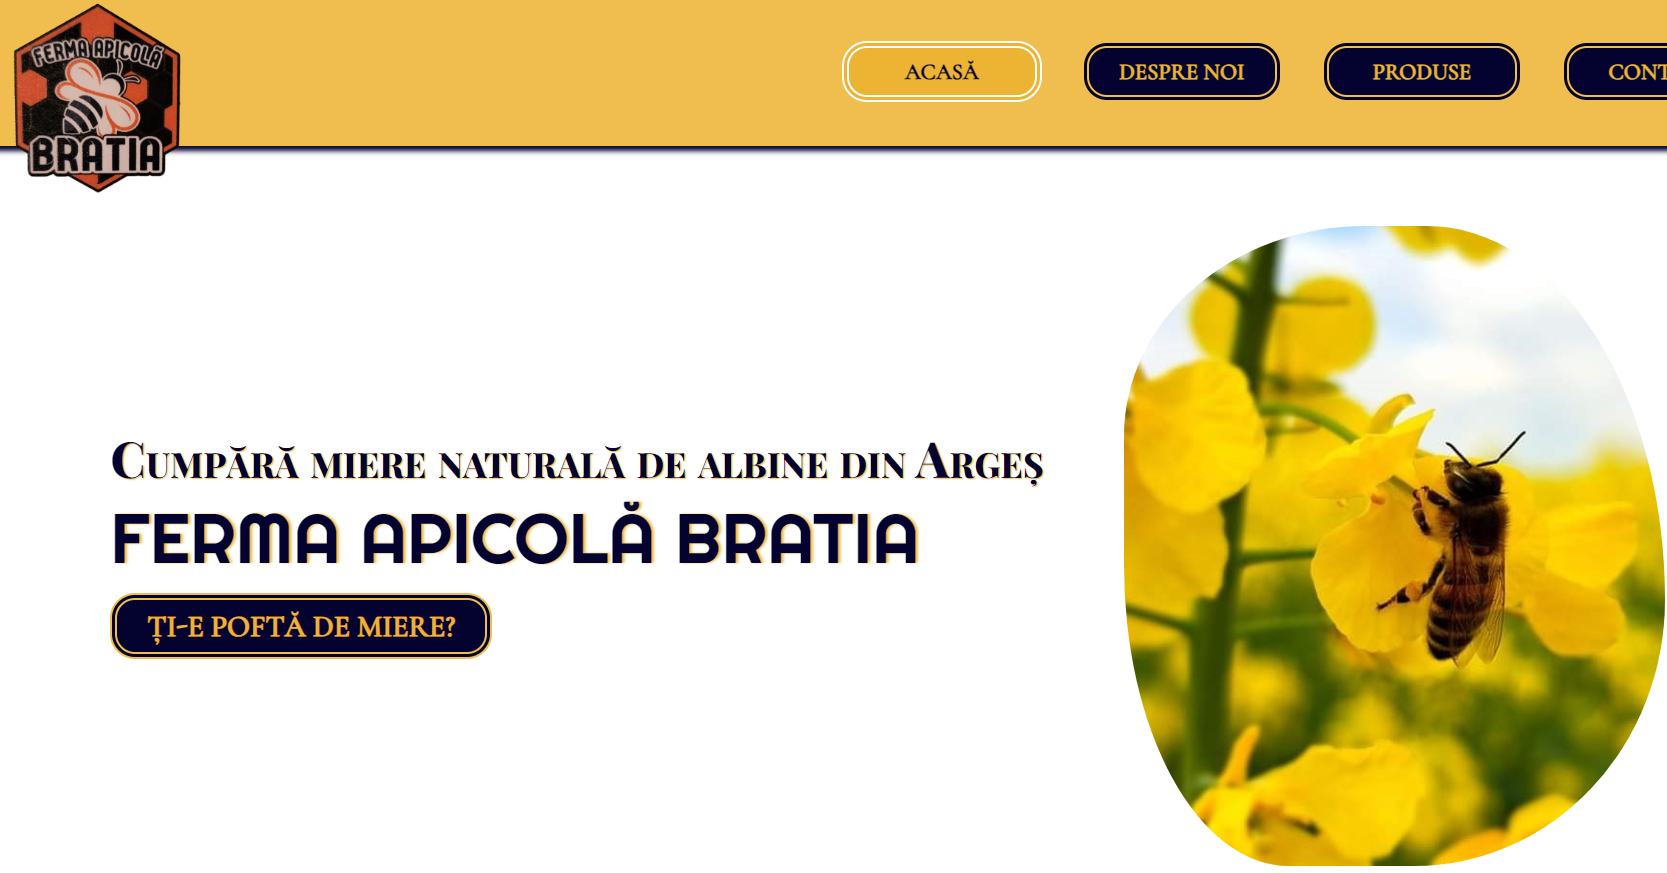 FERMA APICOLĂ
BRATIA
ACASĂ
DESPRE NOI
PRODUSE
CONT
Cumpără miere naturală de albine din Argeș
FERMA APICOLĂ BRATIA
ȚI-E POFTĂ DE MIERE?